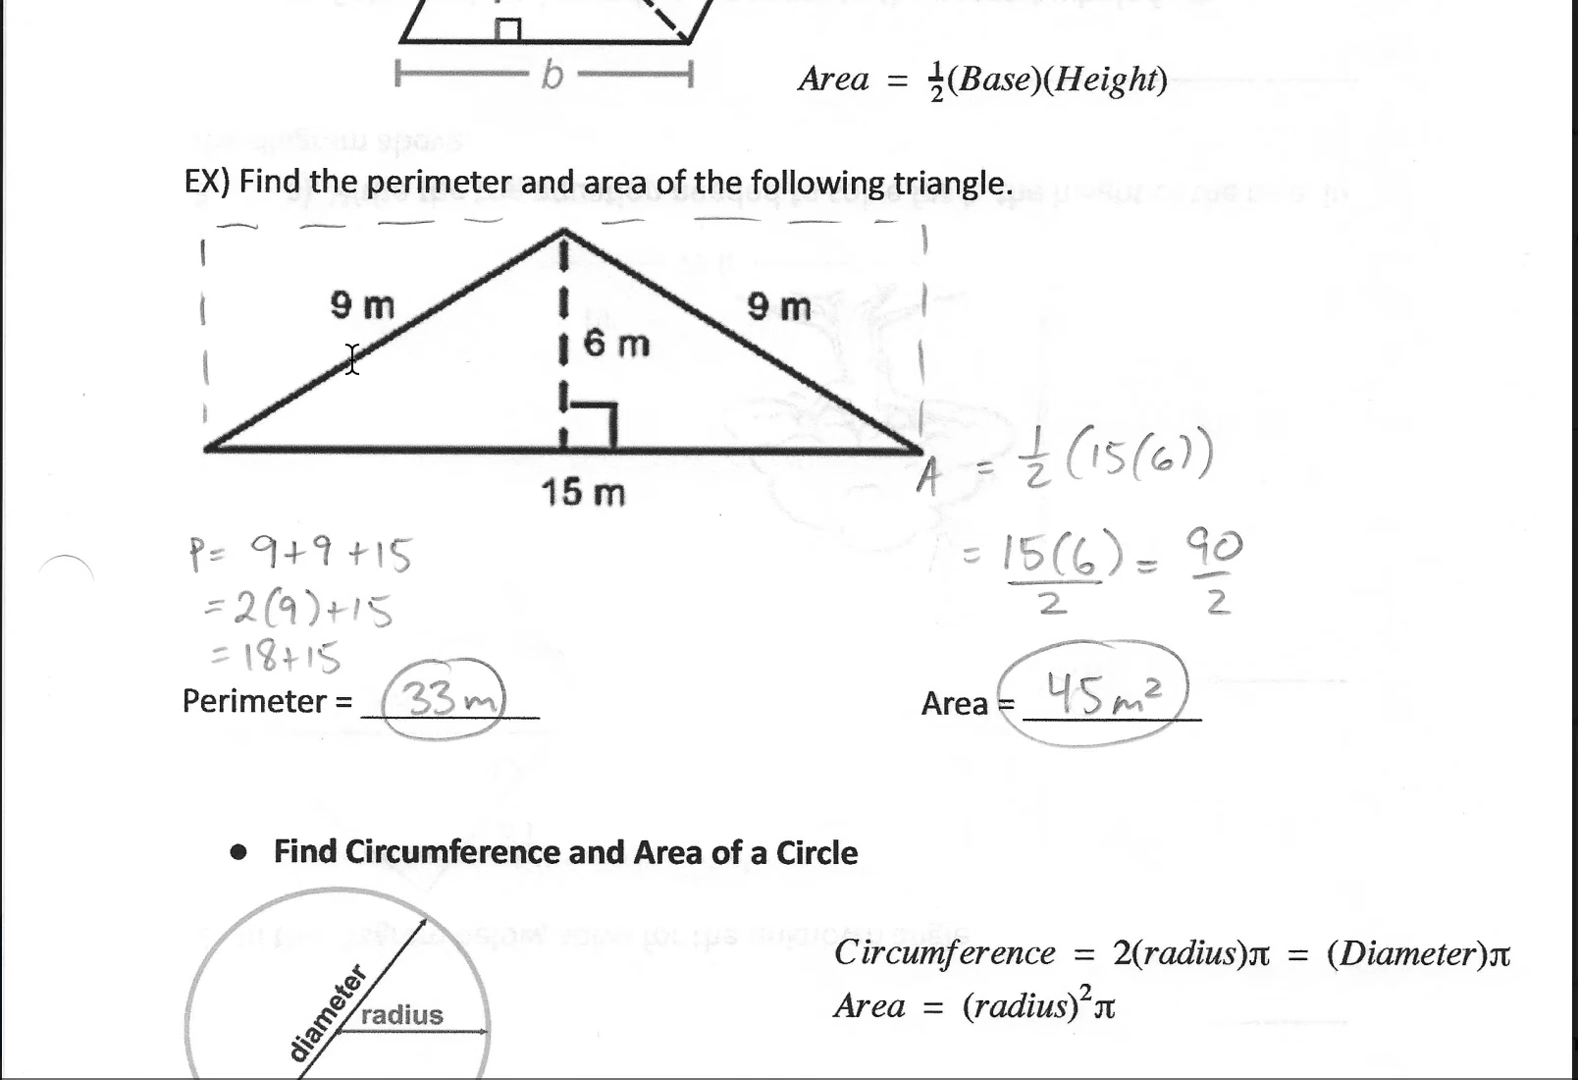 b
Area = ½(Base)(Height)
EX) Find the perimeter and area of the following triangle.
9 m
9 m
6 m
15 m
A = 1/2 (15(6))
P = 9+9+15
= 15(6)/2 = 90/2
= 2(9)+15
= 18+15
Perimeter = 33 m
Area = 45 m²
• Find Circumference and Area of a Circle
diameter
radius
Circumference = 2(radius)π = (Diameter)π
Area = (radius)²π